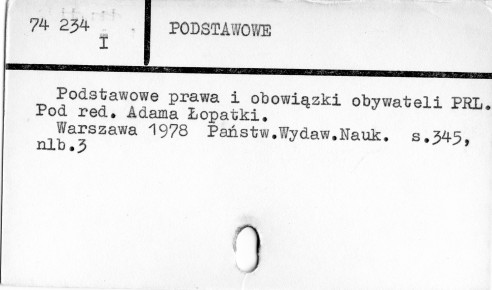 74 234
I
PODSTAWOWE
Podstawowe prawa i obowiązki obywateli PRL.
Pod red. Adama Łopatki.
Warszawa 1978 Państw.Wydaw.Nauk. s.345,
nlb.3